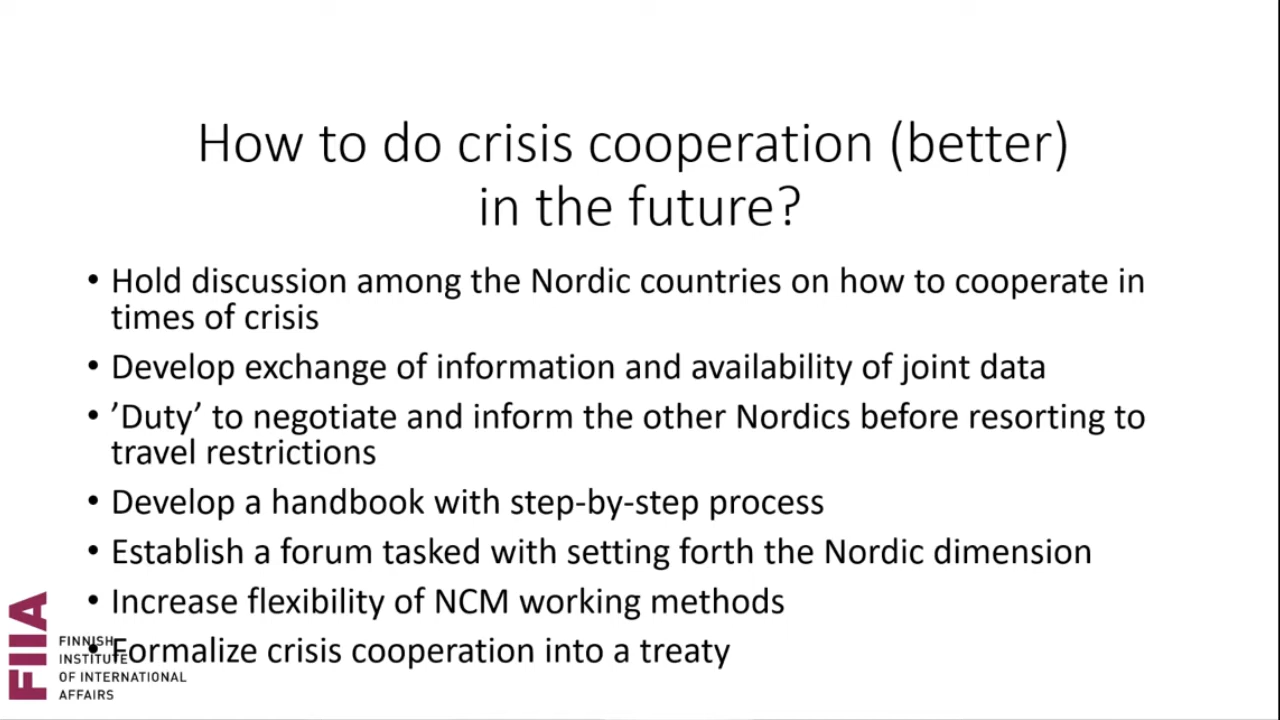 How to do crisis cooperation (better)
in the future?
• Hold discussion among the Nordic countries on how to cooperate in
times of crisis
• Develop exchange of information and availability of joint data
• ’Duty’ to negotiate and inform the other Nordics before resorting to
travel restrictions
• Develop a handbook with step-by-step process
• Establish a forum tasked with setting forth the Nordic dimension
• Increase flexibility of NCM working methods
• Formalize crisis cooperation into a treaty
FIIA
FINNISH
INSTITUTE
OF INTERNATIONAL
AFFAIRS